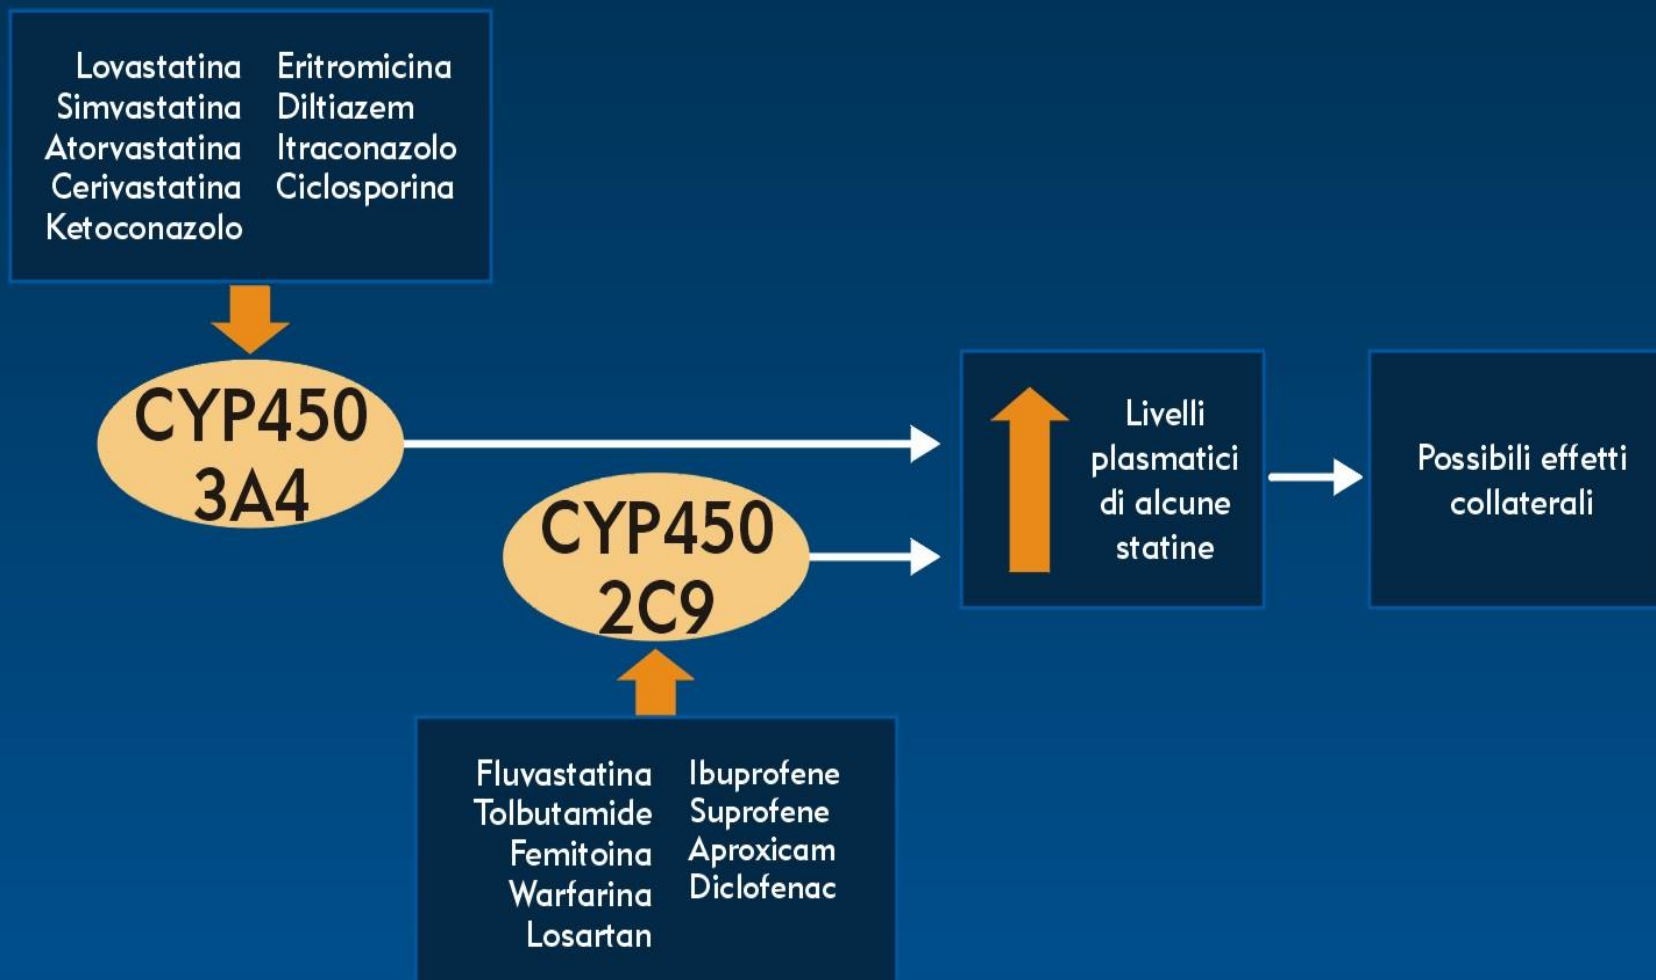 Lovastatina Eritromicina
Simvastatina Diltiazem
Atorvastatina Itraconazolo
Cerivastatina Ciclosporina
Ketoconazolo
CYP450
3A4
CYP450
2C9
Livelli
plasmatici
di alcune
statine
Possibili effetti
collaterali
Fluvastatina Ibuprofene
Tolbutamide Suprofene
Femitoina Aproxicam
Warfarina Diclofenac
Losartan